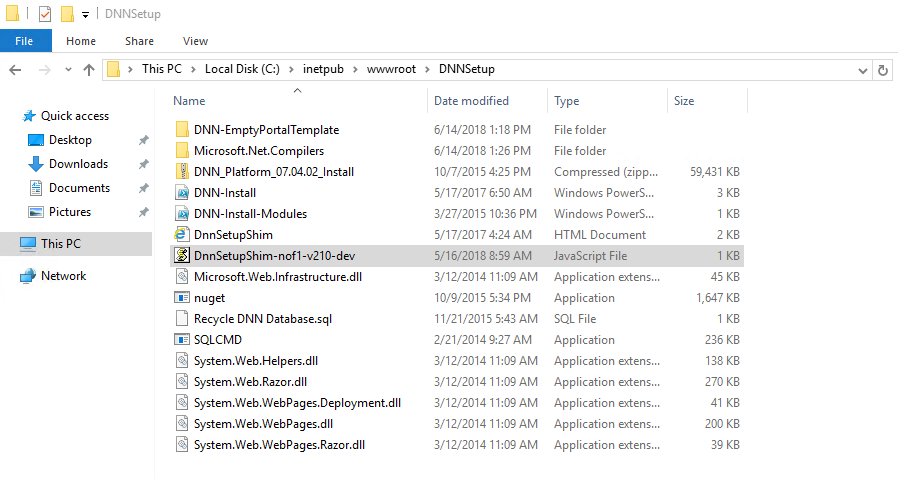 DNNSetup
File Home Share View
This PC Local Disk (C:) inetpub wwwroot DNNSetup
Name Date modified Type Size
Quick access
Desktop
Downloads
Documents
Pictures
This PC
Network
DNN-EmptyPortalTemplate 6/14/2018 1:18 PM File folder
Microsoft.Net.Compilers 6/14/2018 1:26 PM File folder
DNN_Platform_07.04.02_Install 10/7/2015 4:25 PM Compressed (zipp... 59,431 KB
DNN-Install 5/17/2017 6:50 AM Windows PowerS... 3 KB
DNN-Install-Modules 3/27/2015 10:36 PM Windows PowerS... 1 KB
DnnSetupShim 5/17/2017 4:24 AM HTML Document 2 KB
DnnSetupShim-nof1-v210-dev 5/16/2018 8:59 AM JavaScript File 1 KB
Microsoft.Web.Infrastructure.dll 3/12/2014 11:09 AM Application extens... 45 KB
nuget 10/9/2015 5:34 PM Application 1,647 KB
Recycle DNN Database.sql 11/21/2015 5:43 AM SQL File 1 KB
SQLCMD 2/21/2014 9:27 AM Application 236 KB
System.Web.Helpers.dll 3/12/2014 11:09 AM Application extens... 138 KB
System.Web.Razor.dll 3/12/2014 11:09 AM Application extens... 270 KB
System.Web.WebPages.Deployment.dll 3/12/2014 11:09 AM Application extens... 41 KB
System.Web.WebPages.dll 3/12/2014 11:09 AM Application extens... 200 KB
System.Web.WebPages.Razor.dll 3/12/2014 11:09 AM Application extens... 39 KB